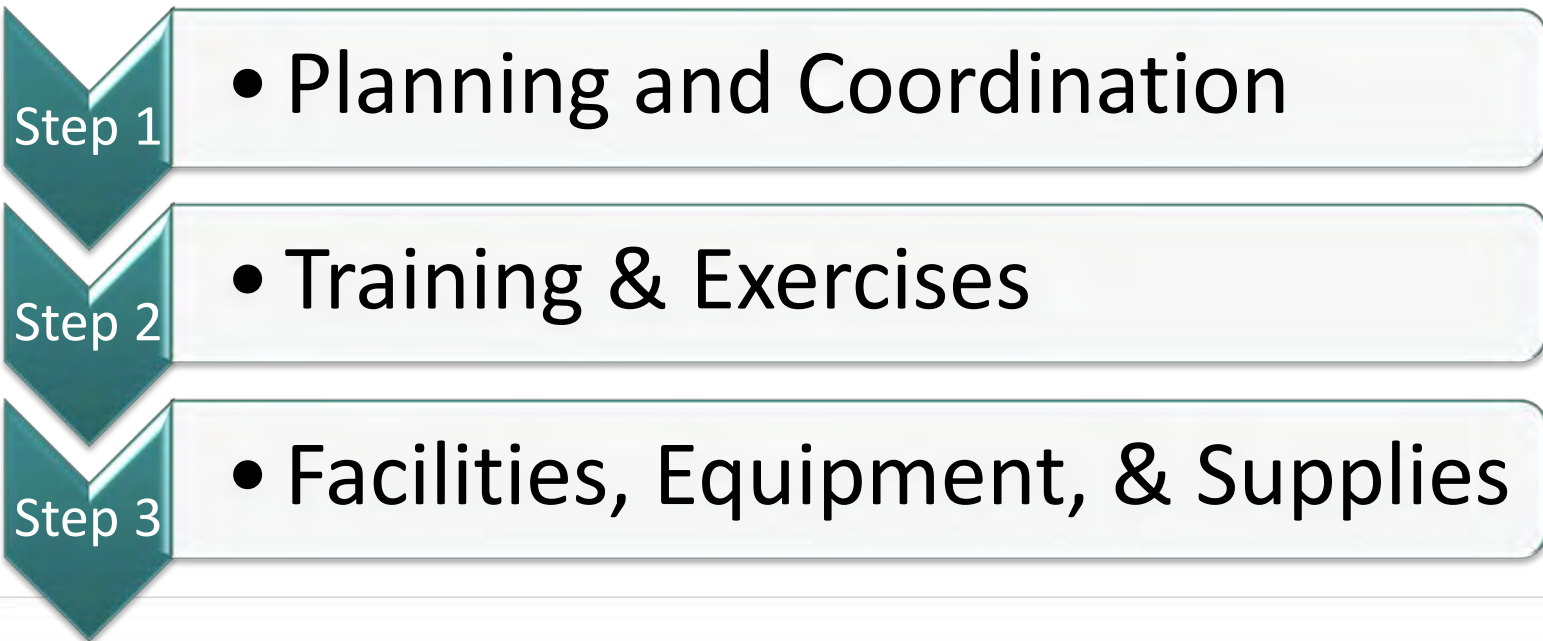 Step 1
• Planning and Coordination
Step 2
• Training & Exercises
Step 3
• Facilities, Equipment, & Supplies